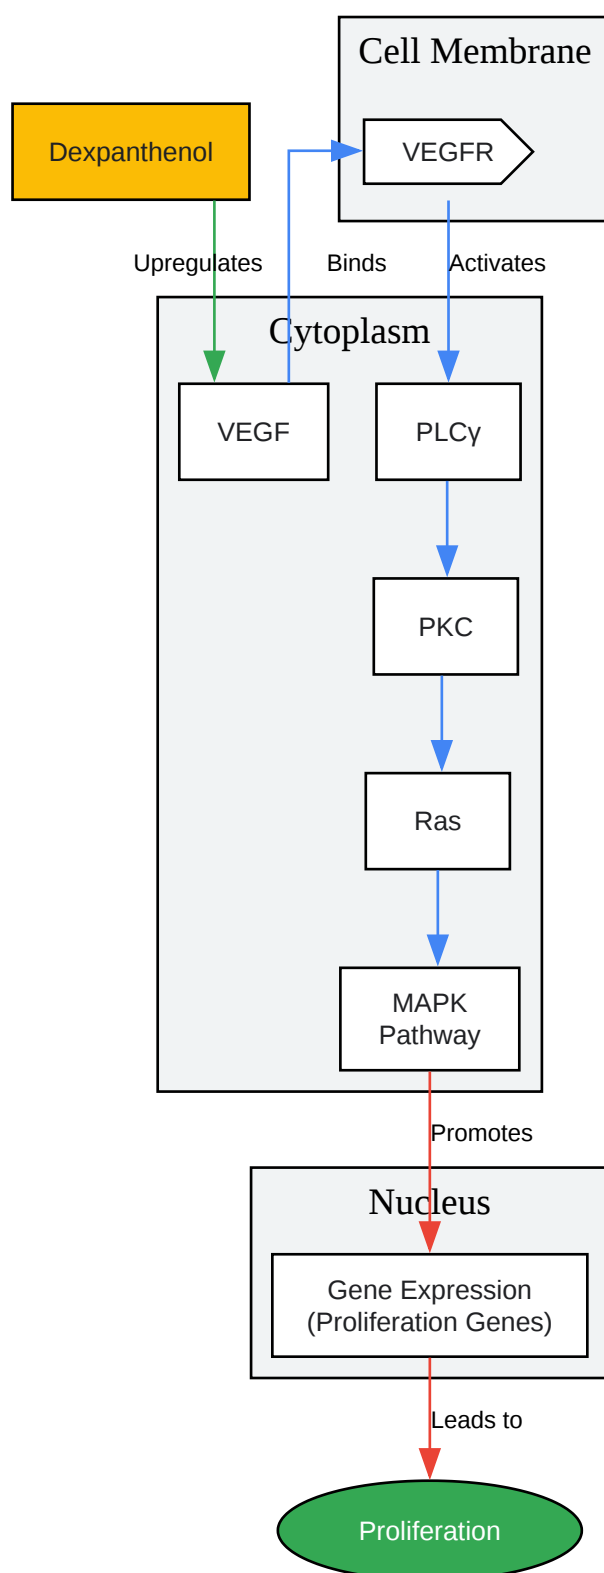 Cell Membrane
Dexpanthenol
VEGFR
Upregulates
Binds
Activates
Cytoplasm
VEGF
PLCγ
PKC
Ras
MAPK
Pathway
Promotes
Nucleus
Gene Expression
(Proliferation Genes)
Leads to
Proliferation